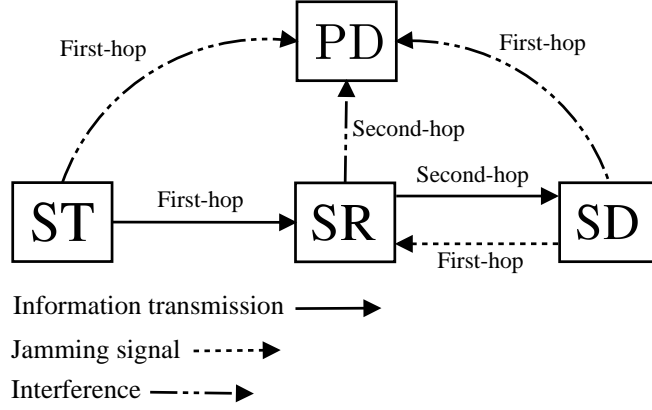 First-hop
PD
First-hop
Second-hop
ST
First-hop
SR
Second-hop
SD
First-hop
Information transmission
Jamming signal
Interference